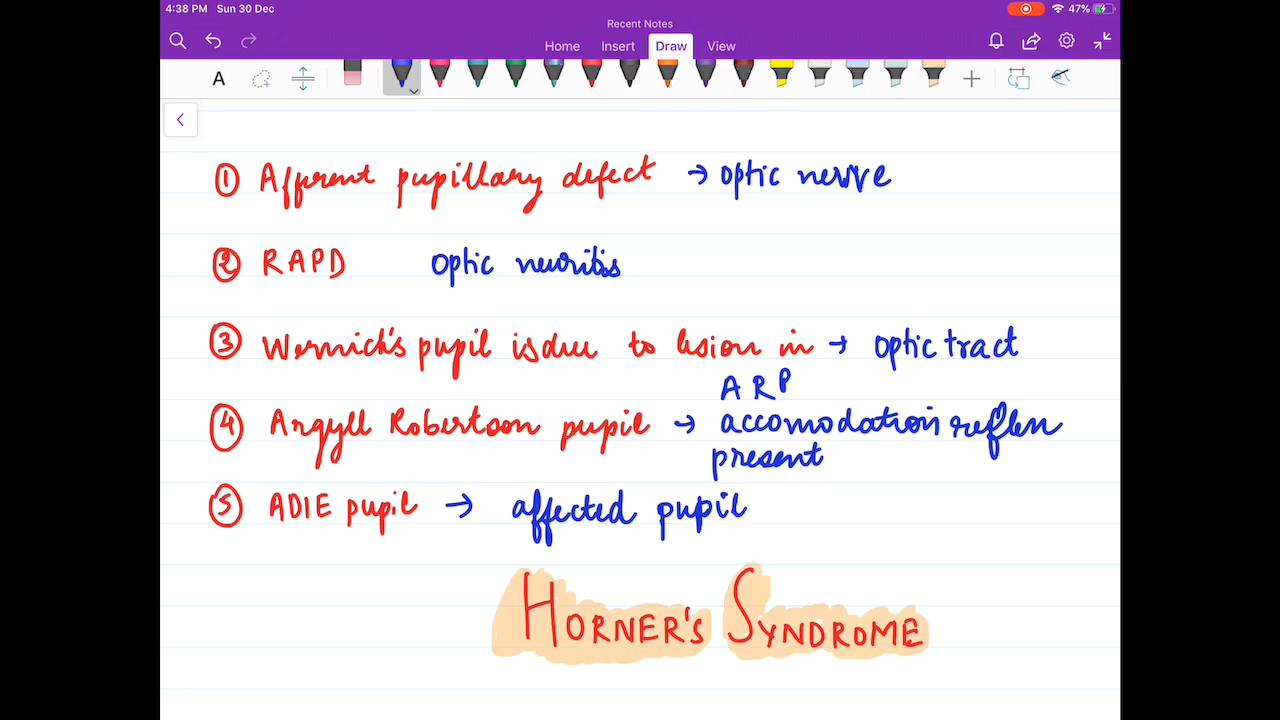 4:38 PM Sun 30 Dec
47%
Recent Notes
Home Insert Draw View
A
① Afferent pupillary defect → optic nerve
② RAPD optic neuritis
③ Wernick's pupil is due to lesion in → optic tract
ARP
④ Argyll Robertson pupil → accomodation reflex
present
⑤ ADIE pupil → affected pupil
HORNER'S SYNDROME